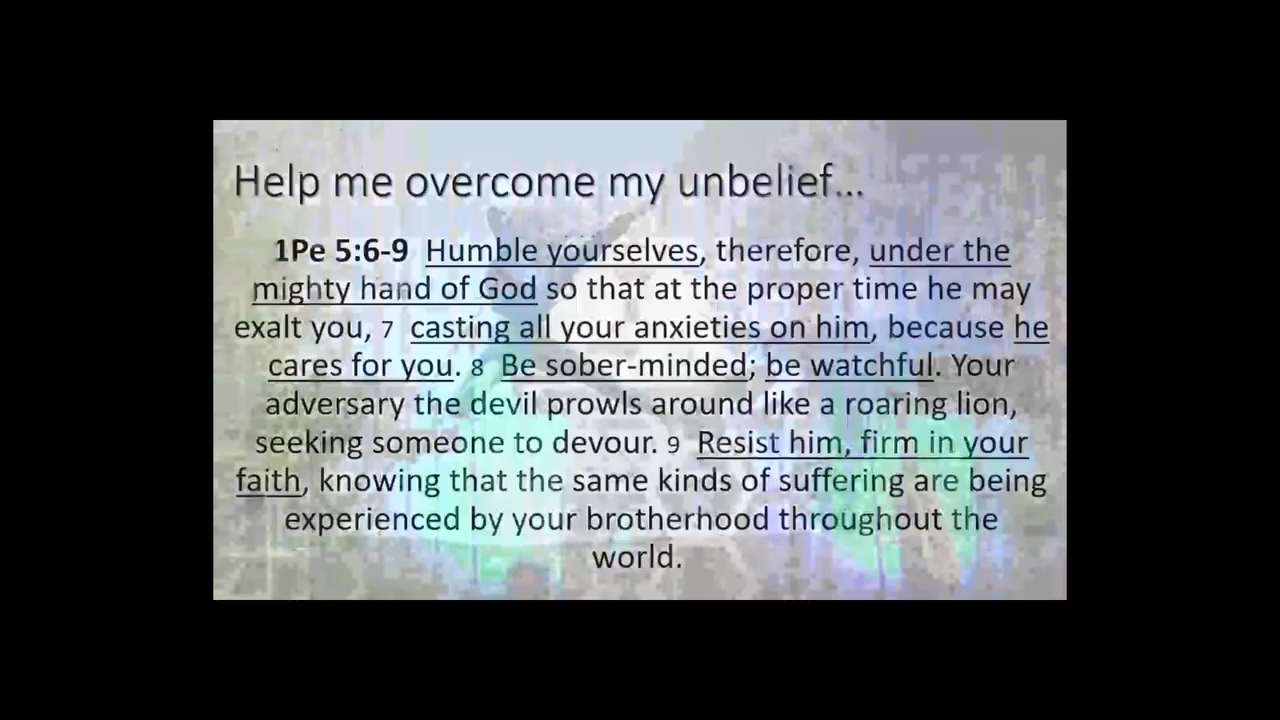 Help me overcome my unbelief...
1Pe 5:6-9 Humble yourselves, therefore, under the
mighty hand of God so that at the proper time he may
exalt you, 7 casting all your anxieties on him, because he
cares for you. 8 Be sober-minded; be watchful. Your
adversary the devil prowls around like a roaring lion,
seeking someone to devour. 9 Resist him, firm in your
faith, knowing that the same kinds of suffering are being
experienced by your brotherhood throughout the
world.